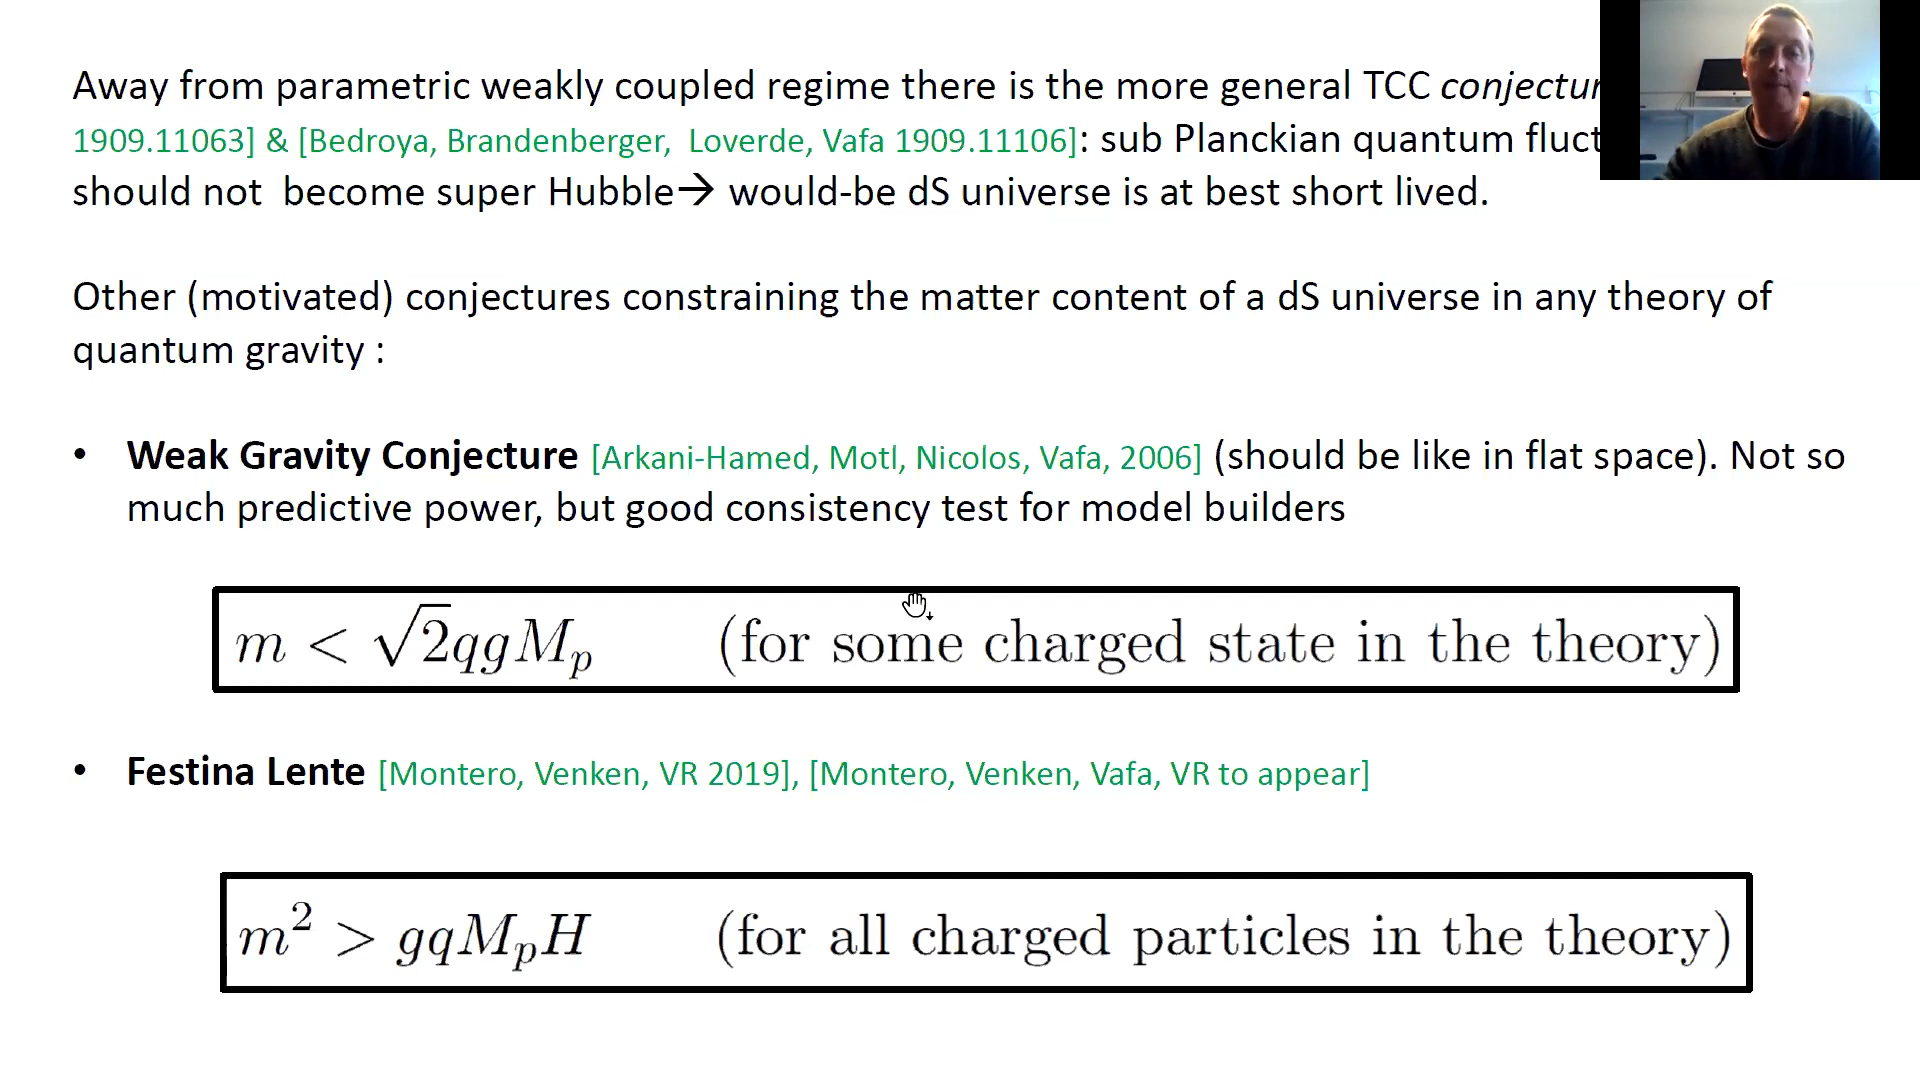 Away from parametric weakly coupled regime there is the more general TCC conjectur
1909.11063] & [Bedroya, Brandenberger, Loverde, Vafa 1909.11106]: sub Planckian quantum fluct
should not become super Hubble→ would-be dS universe is at best short lived.
Other (motivated) conjectures constraining the matter content of a dS universe in any theory of
quantum gravity :
• Weak Gravity Conjecture [Arkani-Hamed, Motl, Nicolos, Vafa, 2006] (should be like in flat space). Not so
much predictive power, but good consistency test for model builders
m < √2qgM_p (for some charged state in the theory)
• Festina Lente [Montero, Venken, VR 2019], [Montero, Venken, Vafa, VR to appear]
m² > gqM_pH (for all charged particles in the theory)